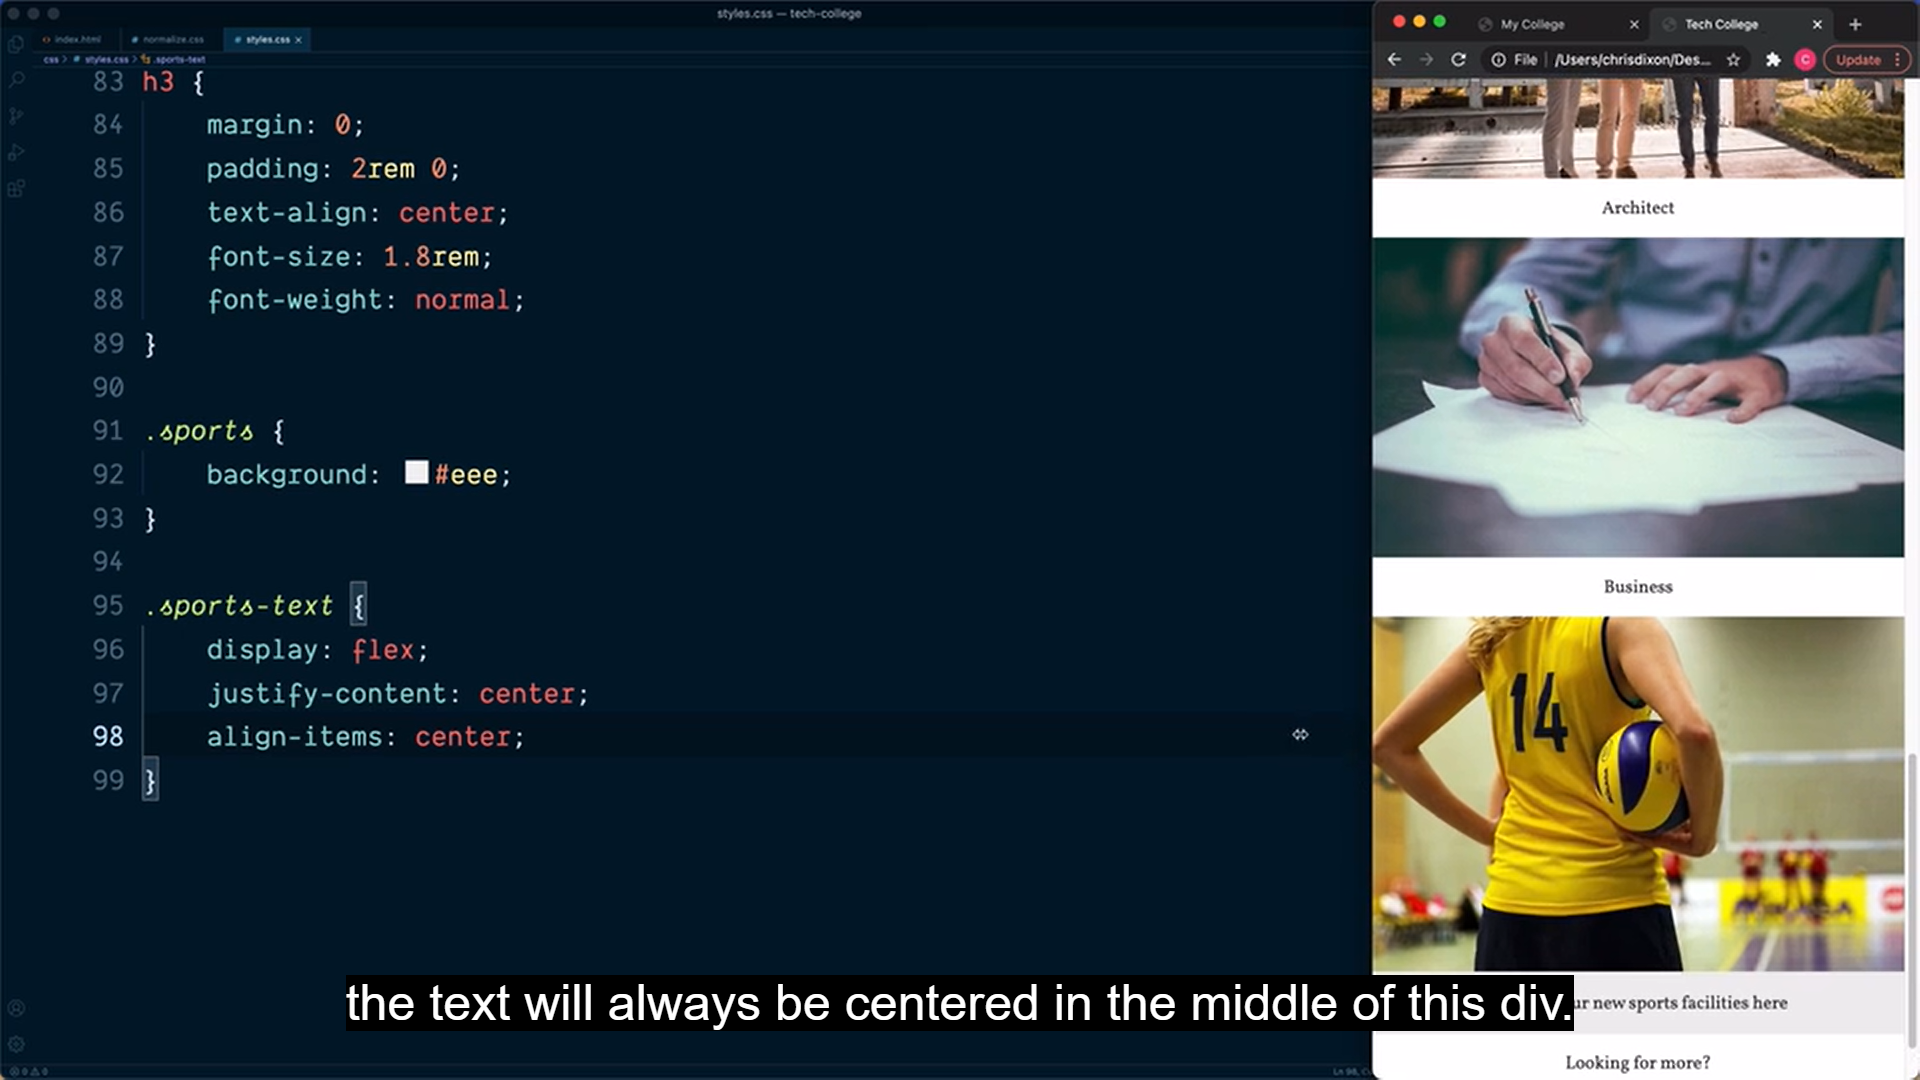 styles.css — tech-college
index.html
normalize.css
styles.css
css > # styles.css > .sports-text
83 h3 {
84 margin: 0;
85 padding: 2rem 0;
86 text-align: center;
87 font-size: 1.8rem;
88 font-weight: normal;
89 }
90
91 .sports {
92 background: #eee;
93 }
94
95 .sports-text {
96 display: flex;
97 justify-content: center;
98 align-items: center;
99 }
My College
Tech College
File /Users/chrisdixon/Des...
C
Update
Architect
Business
14
ur new sports facilities here
Looking for more?
the text will always be centered in the middle of this div.